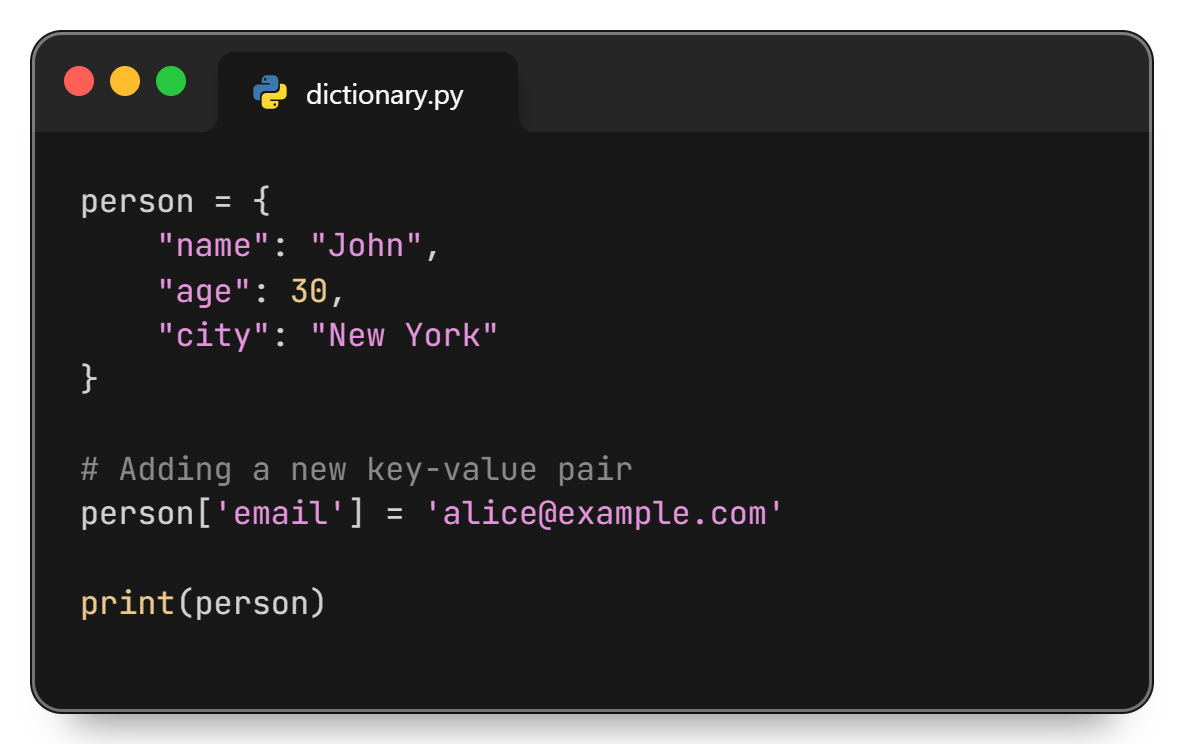 dictionary.py
person = {
    "name": "John",
    "age": 30,
    "city": "New York"
}
# Adding a new key-value pair
person['email'] = 'alice@example.com'
print(person)